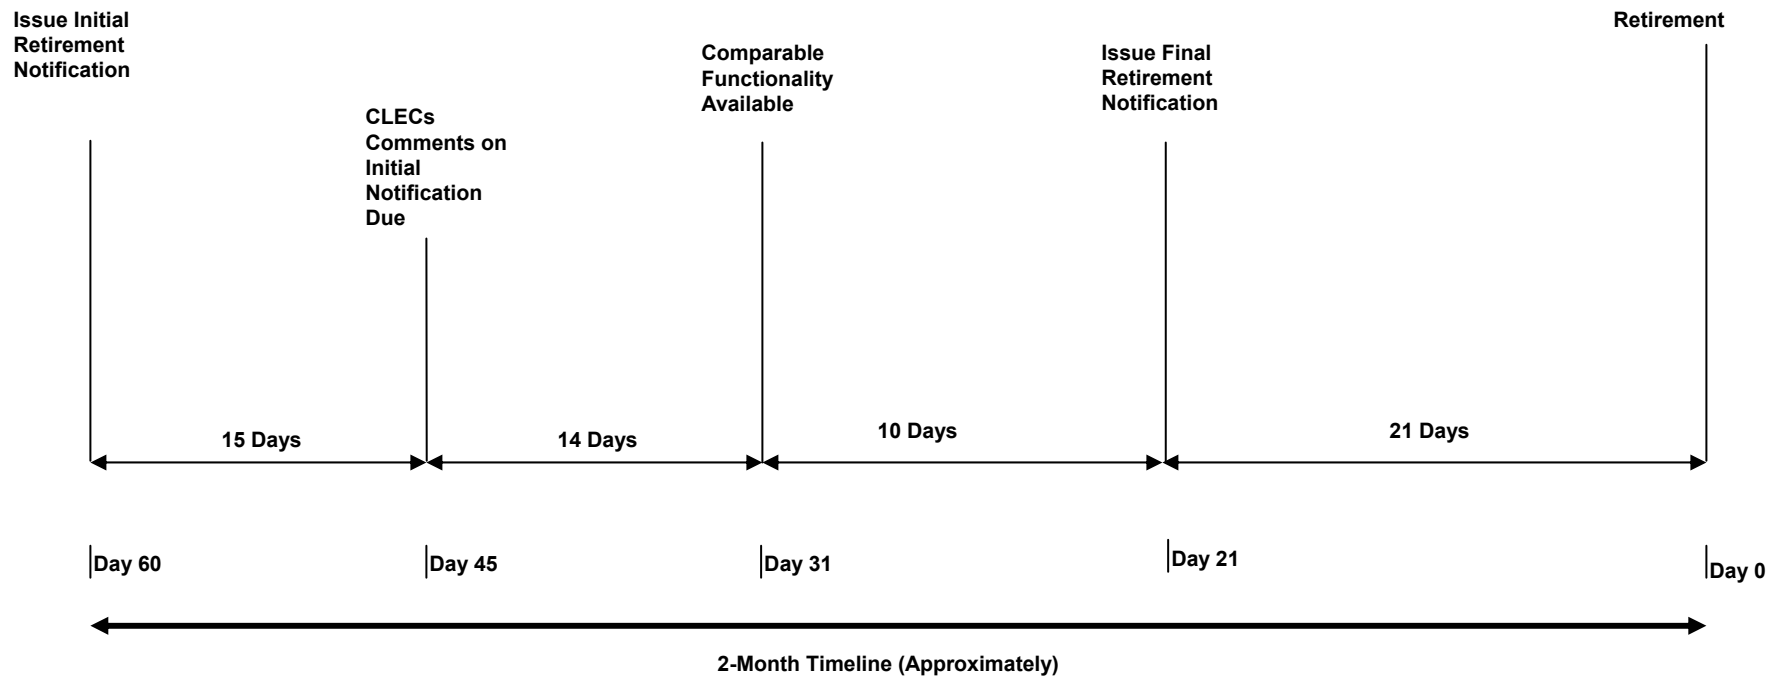 Issue Initial
Retirement
Notification
CLECs
Comments on
Initial
Notification
Due
Comparable
Functionality
Available
Issue Final
Retirement
Notification
Retirement
15 Days
14 Days
10 Days
21 Days
Day 60
Day 45
Day 31
Day 21
Day 0
2-Month Timeline (Approximately)